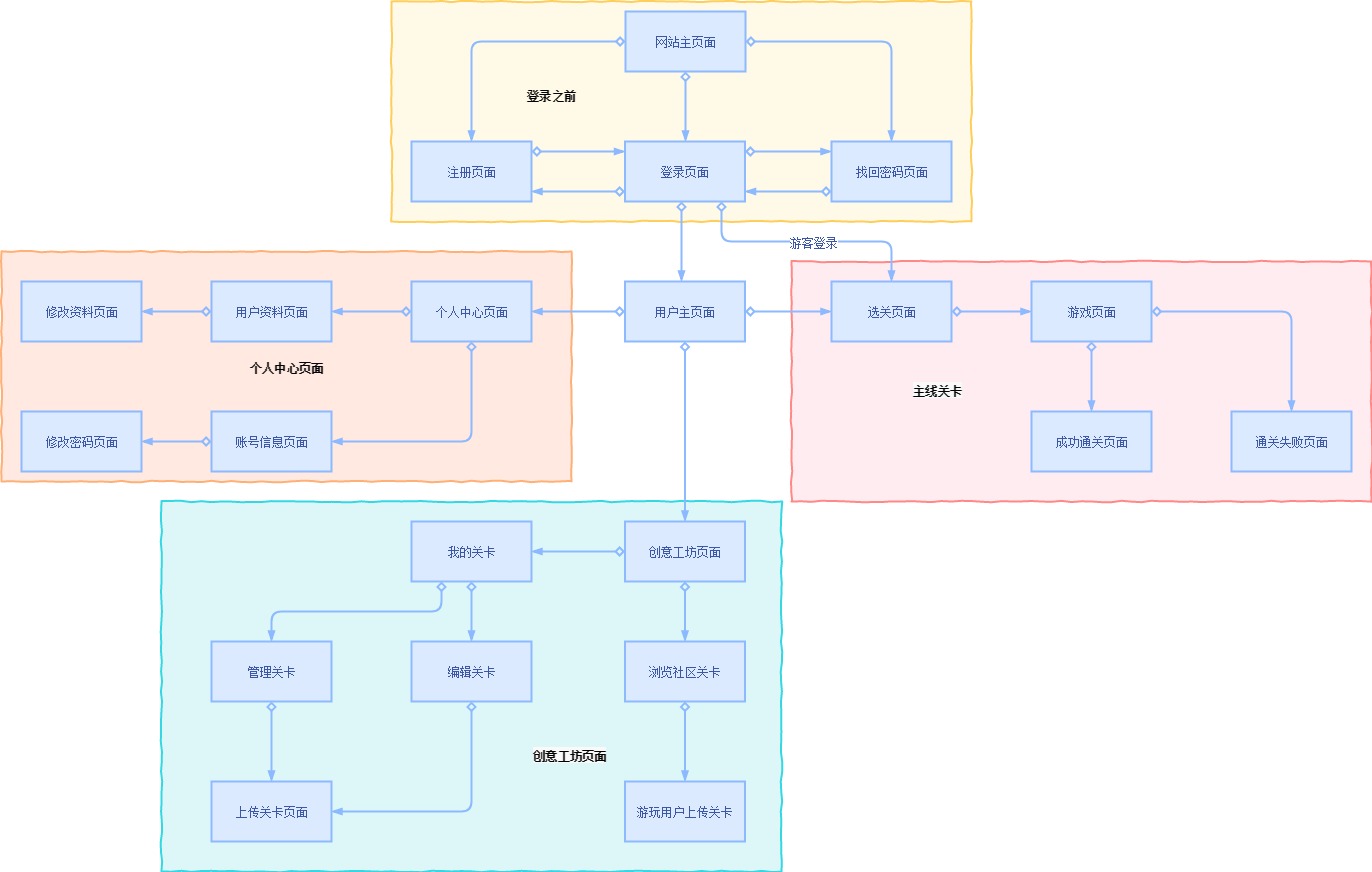 网站主页面
登录之前
注册页面
登录页面
找回密码页面
游客登录
修改资料页面
用户资料页面
个人中心页面
用户主页面
选关页面
游戏页面
个人中心页面
主线关卡
修改密码页面
账号信息页面
成功通关页面
通关失败页面
我的关卡
创意工坊页面
管理关卡
编辑关卡
浏览社区关卡
创意工坊页面
上传关卡页面
游玩用户上传关卡